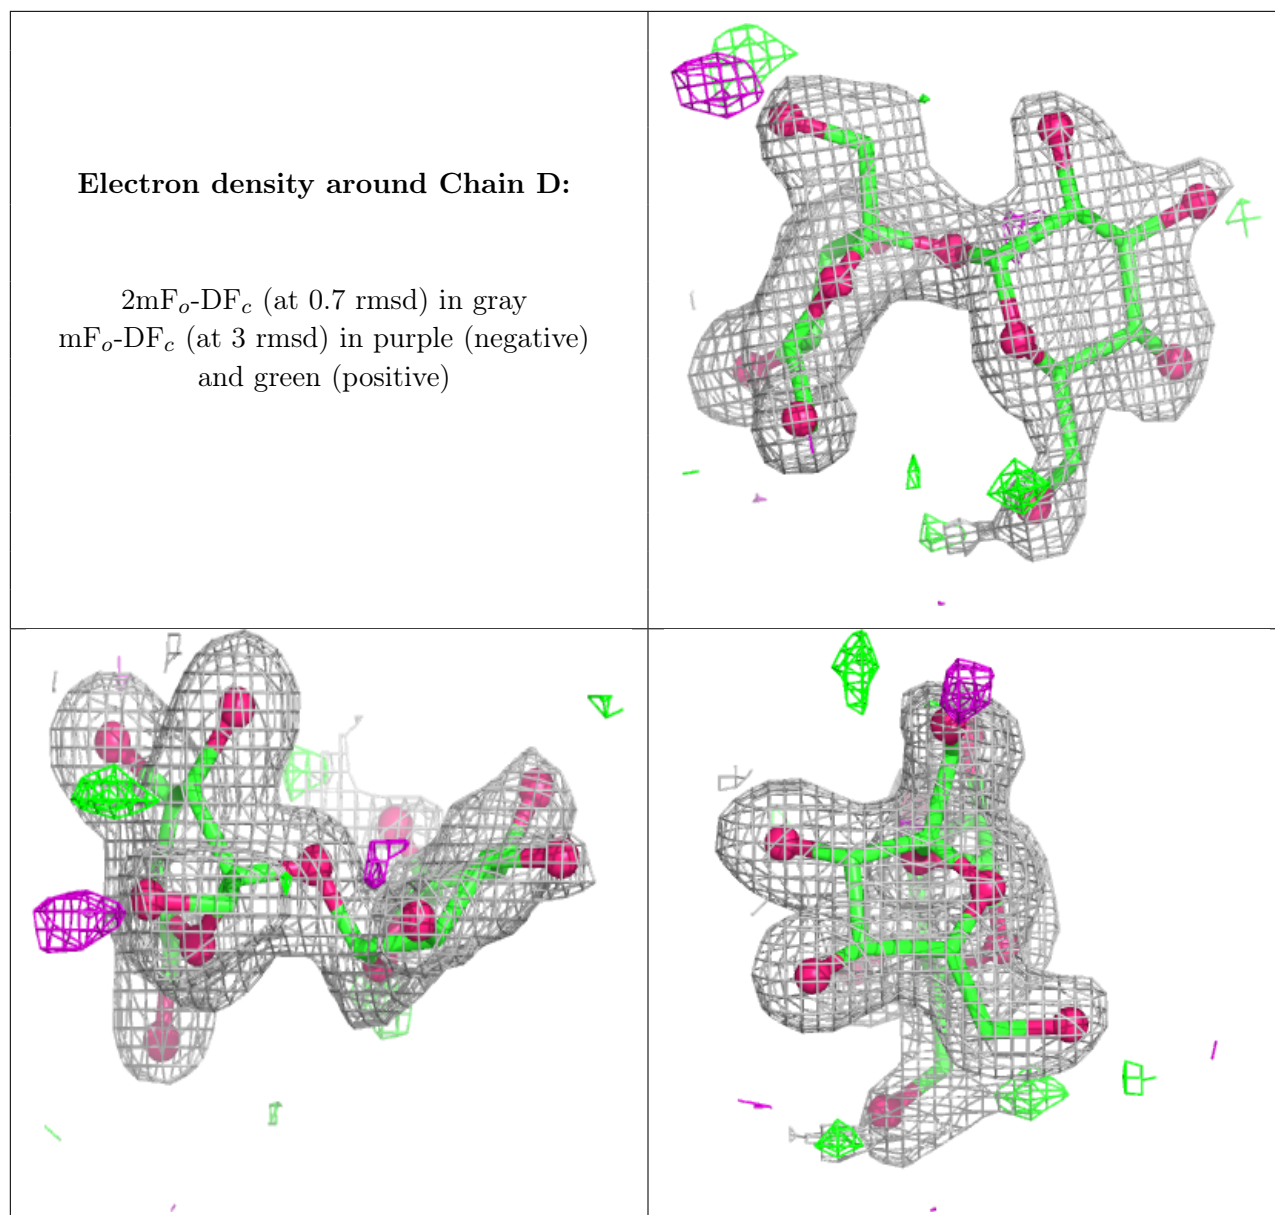 Electron density around Chain D:
2mFo-DFc (at 0.7 rmsd) in gray
mFo-DFc (at 3 rmsd) in purple (negative)
and green (positive)